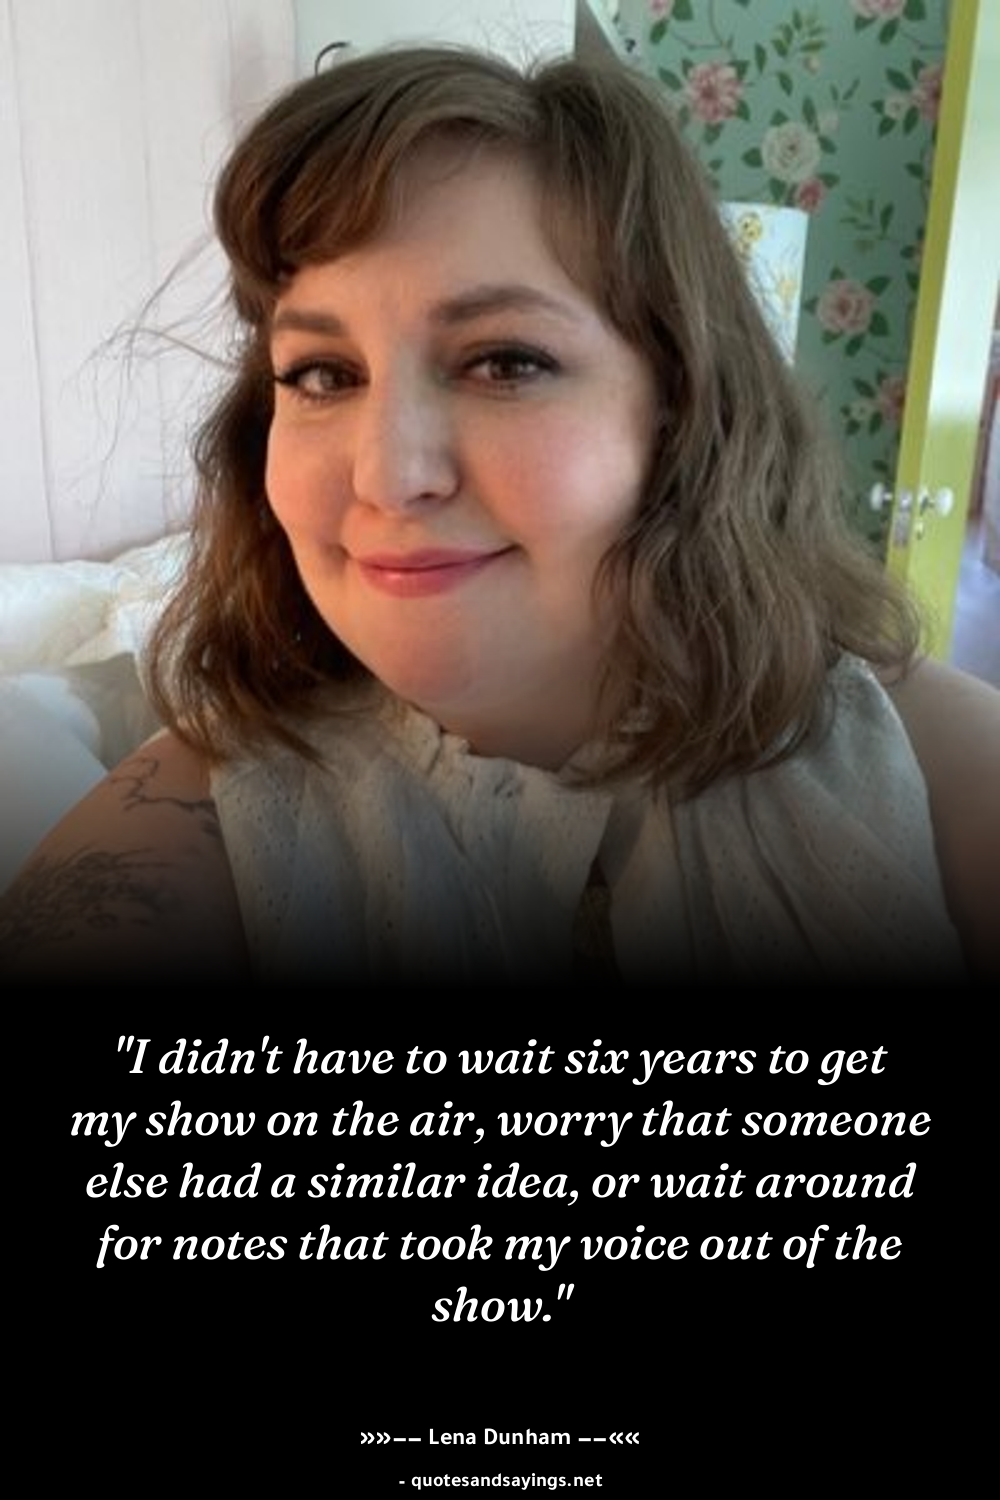 "I didn't have to wait six years to get
my show on the air, worry that someone
else had a similar idea, or wait around
for notes that took my voice out of the
show."
»»–– Lena Dunham ––««
- quotesandsayings.net